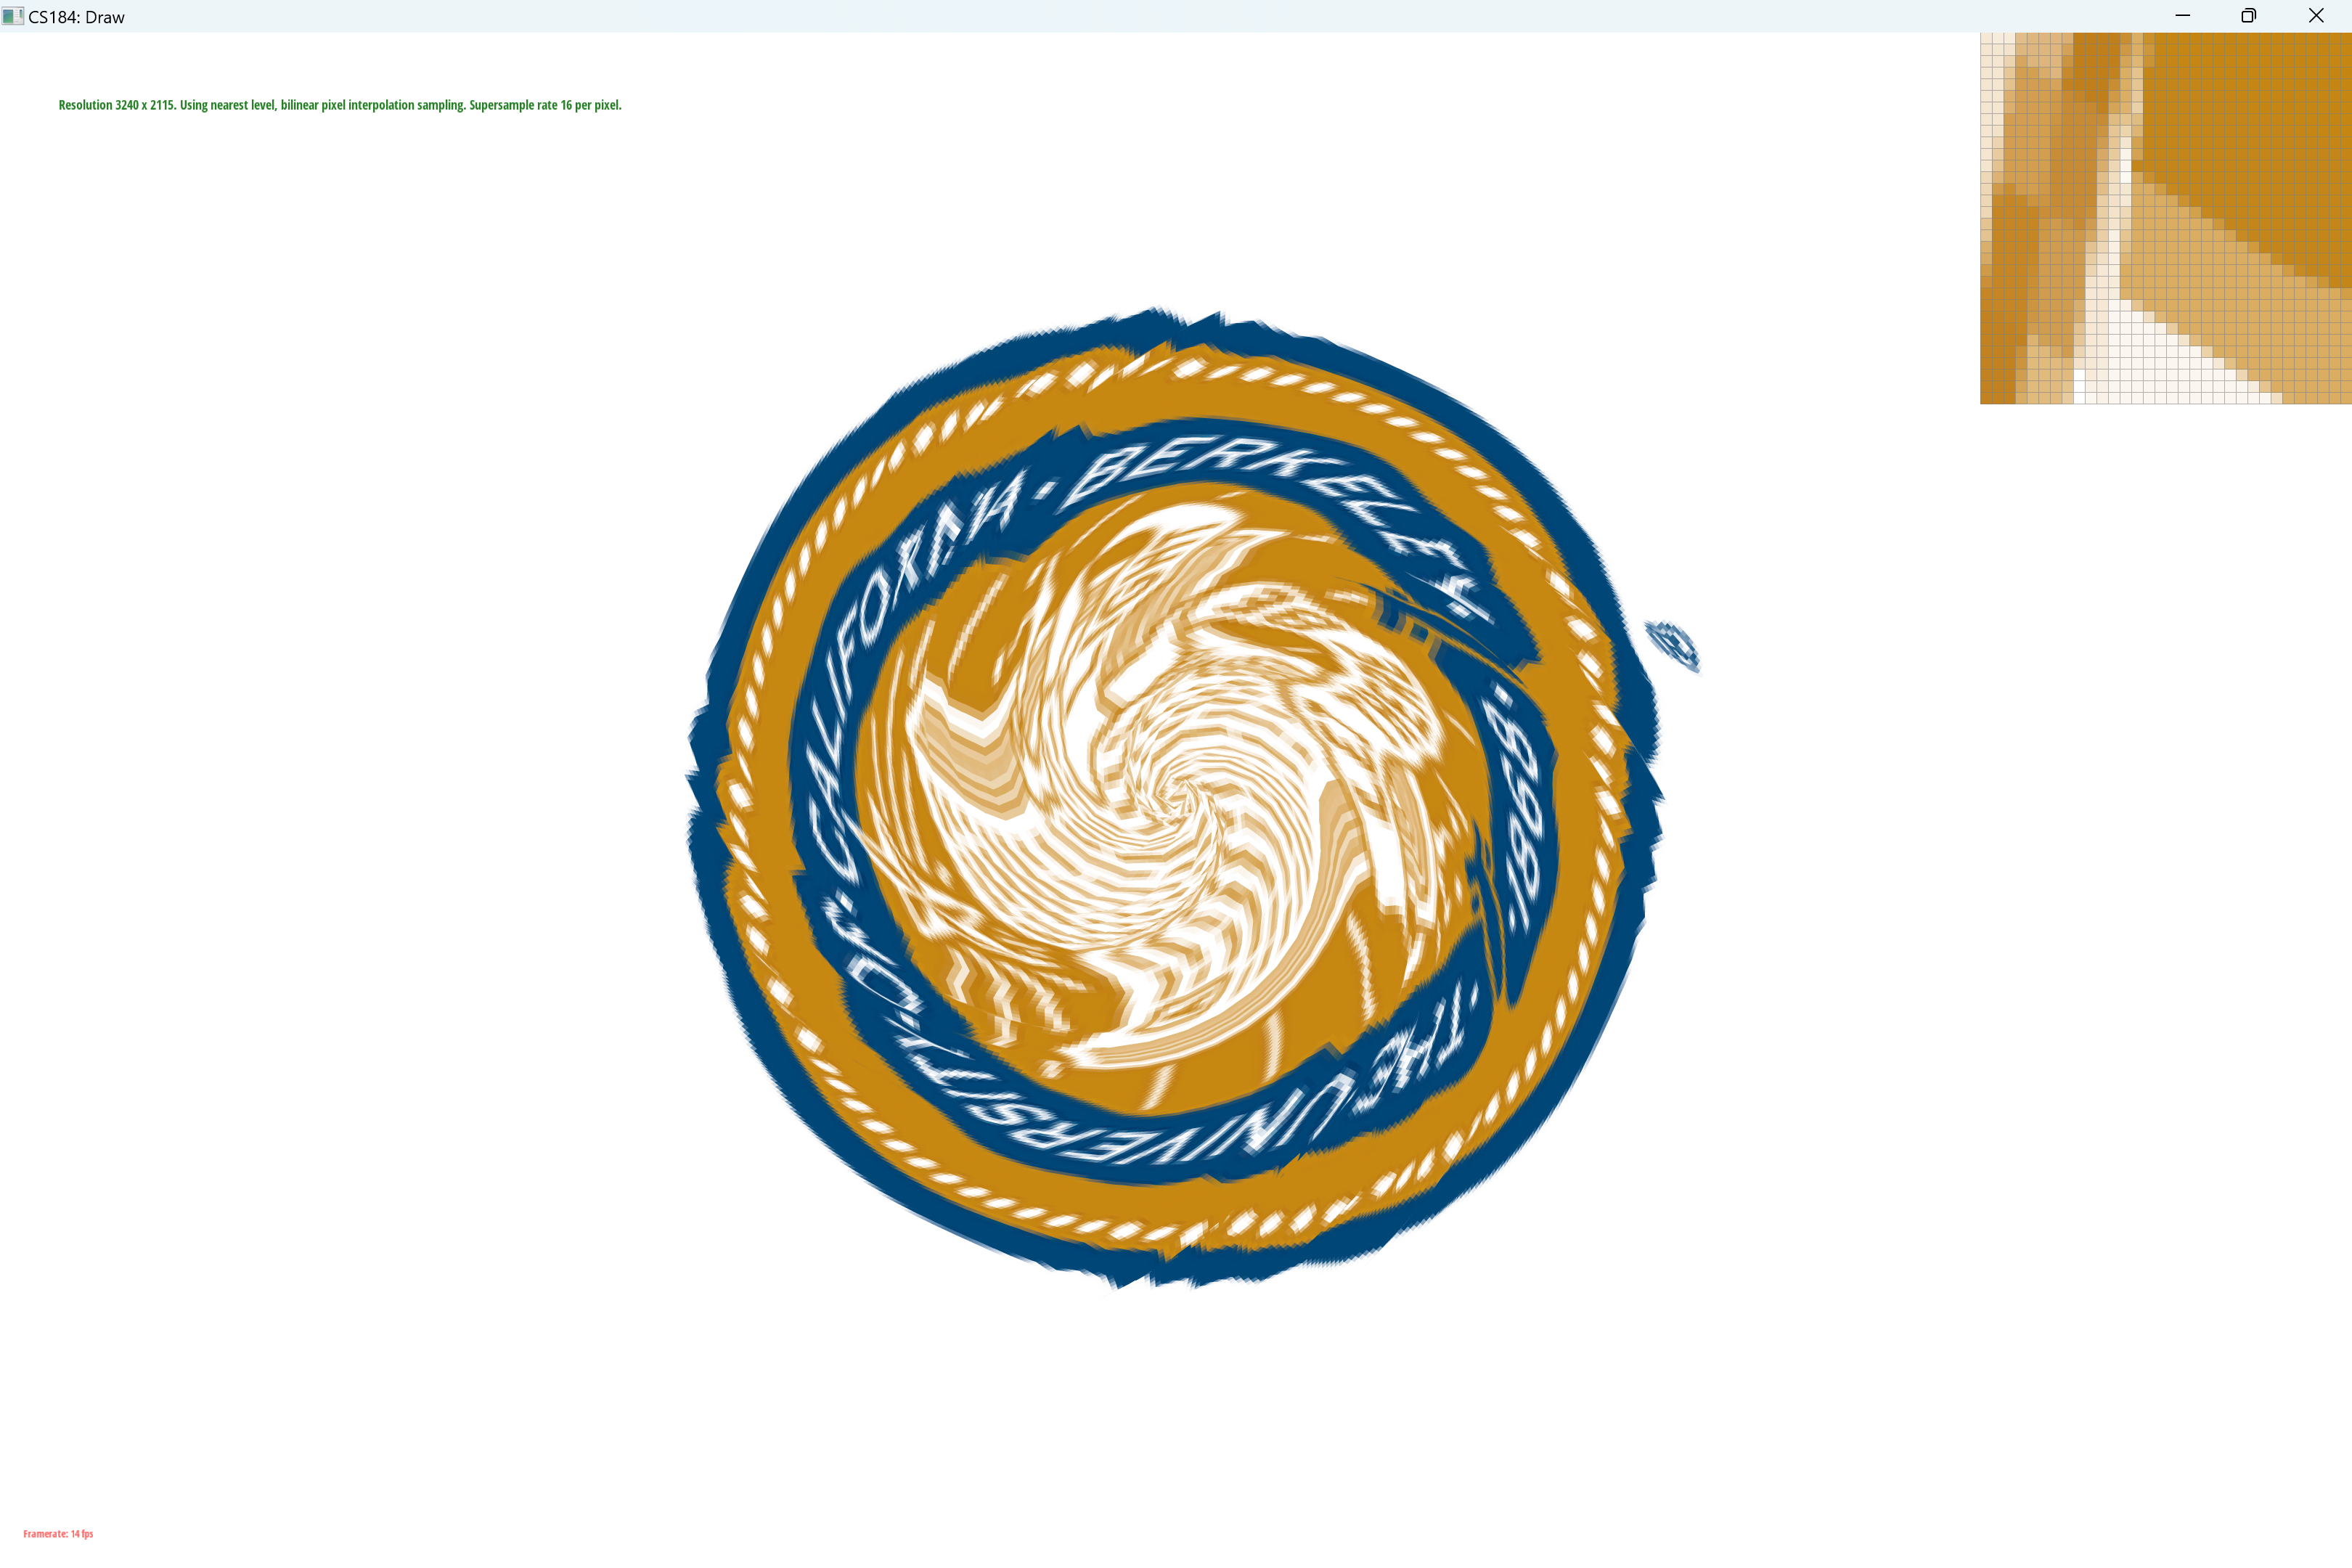 CS184: Draw
Resolution 3240 x 2115. Using nearest level, bilinear pixel interpolation sampling. Supersample rate 16 per pixel.
THE UNIVERSITY OF CALIFORNIA · BERKELEY ·
1868
Framerate: 14 fps